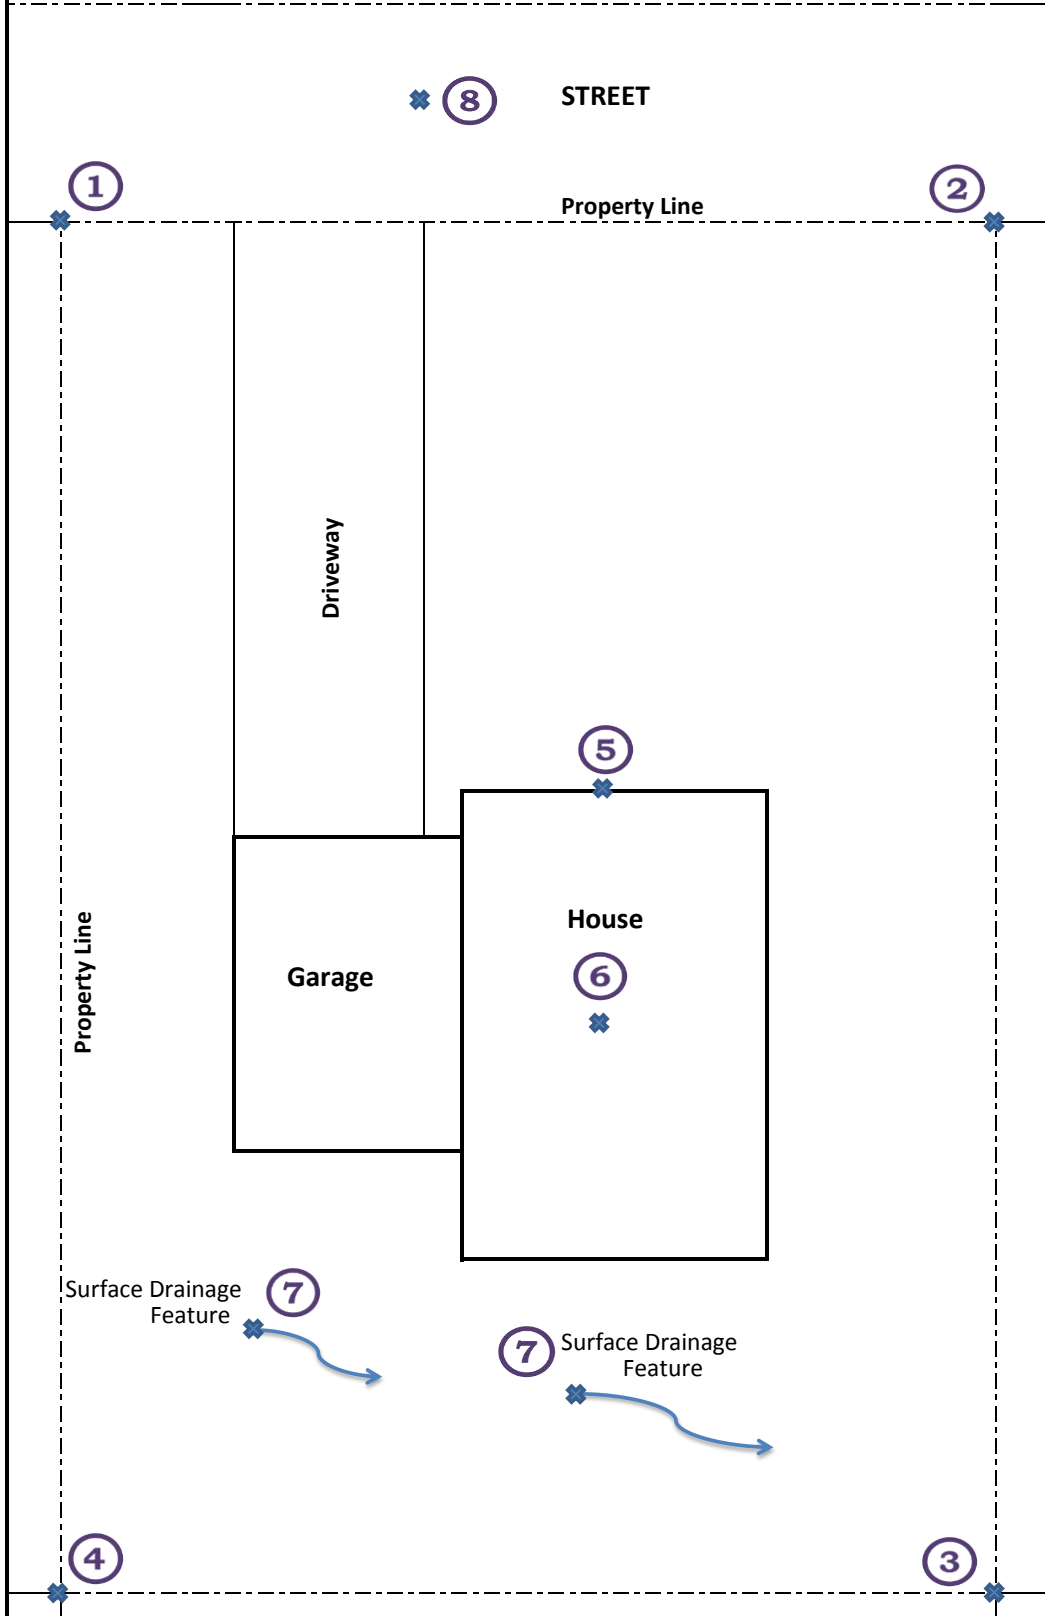 8 STREET
1
2
Property Line
Driveway
5
House
Property Line
Garage
6
Surface Drainage
Feature
7
7
Surface Drainage
Feature
4
3